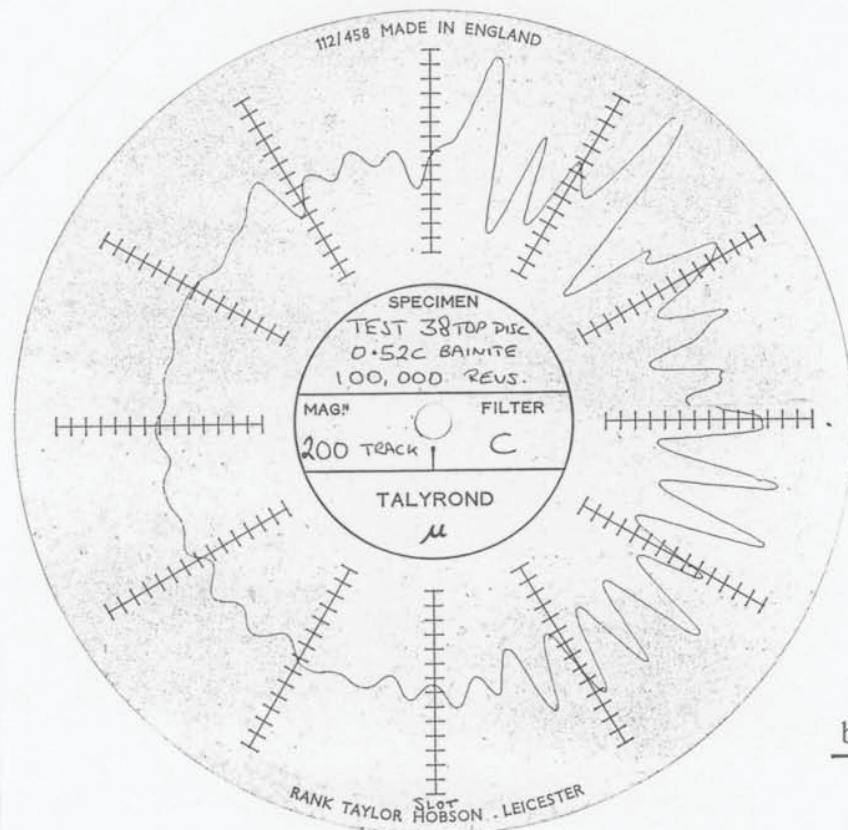 112/458 MADE IN ENGLAND
SPECIMEN
TEST 38 TOP DISC
0.52C BAINITE
100,000 REVS.
MAG.N FILTER
200 TRACK C
TALYROND
μ
b
SLOT
RANK TAYLOR HOBSON . LEICESTER